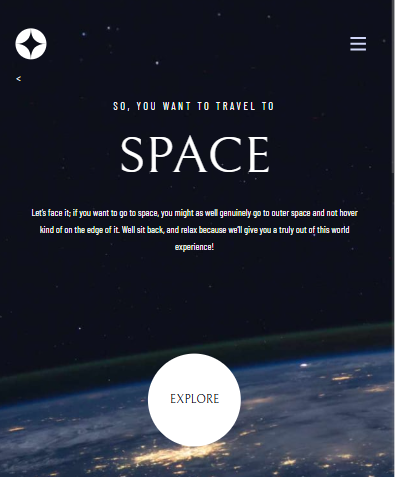 <
SO, YOU WANT TO TRAVEL TO
SPACE
Let's face it; if you want to go to space, you might as well genuinely go to outer space and not hover
kind of on the edge of it. Well sit back, and relax because we'll give you a truly out of this world
experience!
EXPLORE